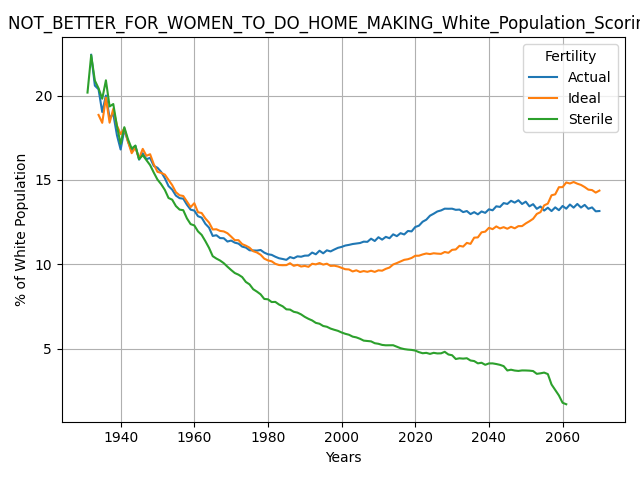 NOT_BETTER_FOR_WOMEN_TO_DO_HOME_MAKING_White_Population_Scorin
Fertility
Actual
Ideal
Sterile
% of White Population
20
15
10
5
1940 1960 1980 2000 2020 2040 2060
Years